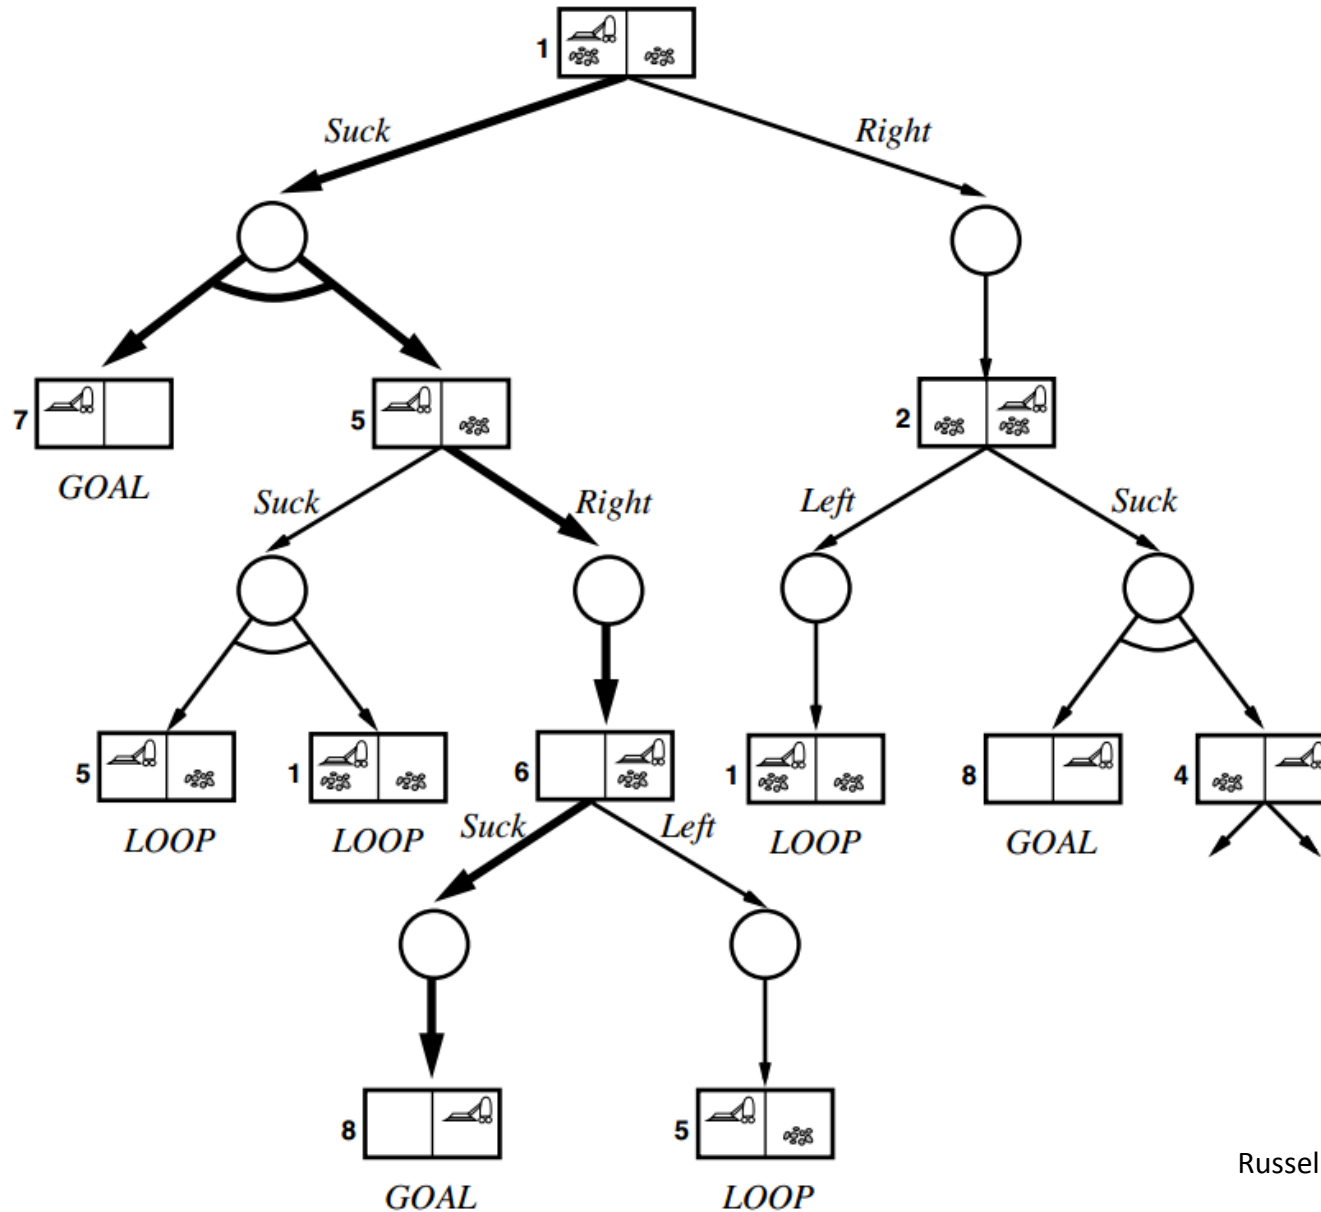 1
Suck Right
7 5 2
GOAL
Suck Right Left Suck
5 1 6 1 8 4
LOOP LOOP Suck Left LOOP GOAL
8 5
GOAL LOOP
Russel